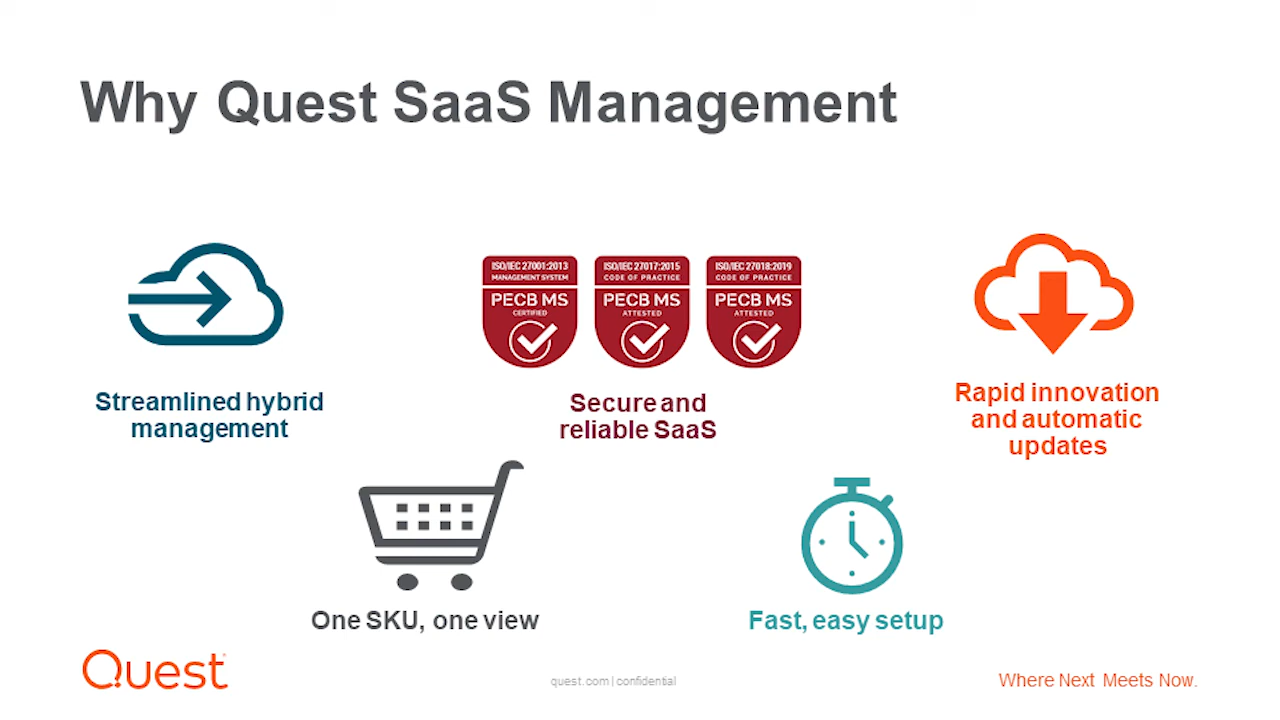 Why Quest SaaS Management
ISO/IEC 27001:2013
MANAGEMENT SYSTEM
PECB MS
CERTIFIED
ISO/IEC 27017:2015
CODE OF PRACTICE
PECB MS
ATTESTED
ISO/IEC 27018:2019
CODE OF PRACTICE
PECB MS
ATTESTED
Streamlined hybrid
management
Secure and
reliable SaaS
Rapid innovation
and automatic
updates
One SKU, one view
Fast, easy setup
Quest
quest.com | confidential
Where Next Meets Now.